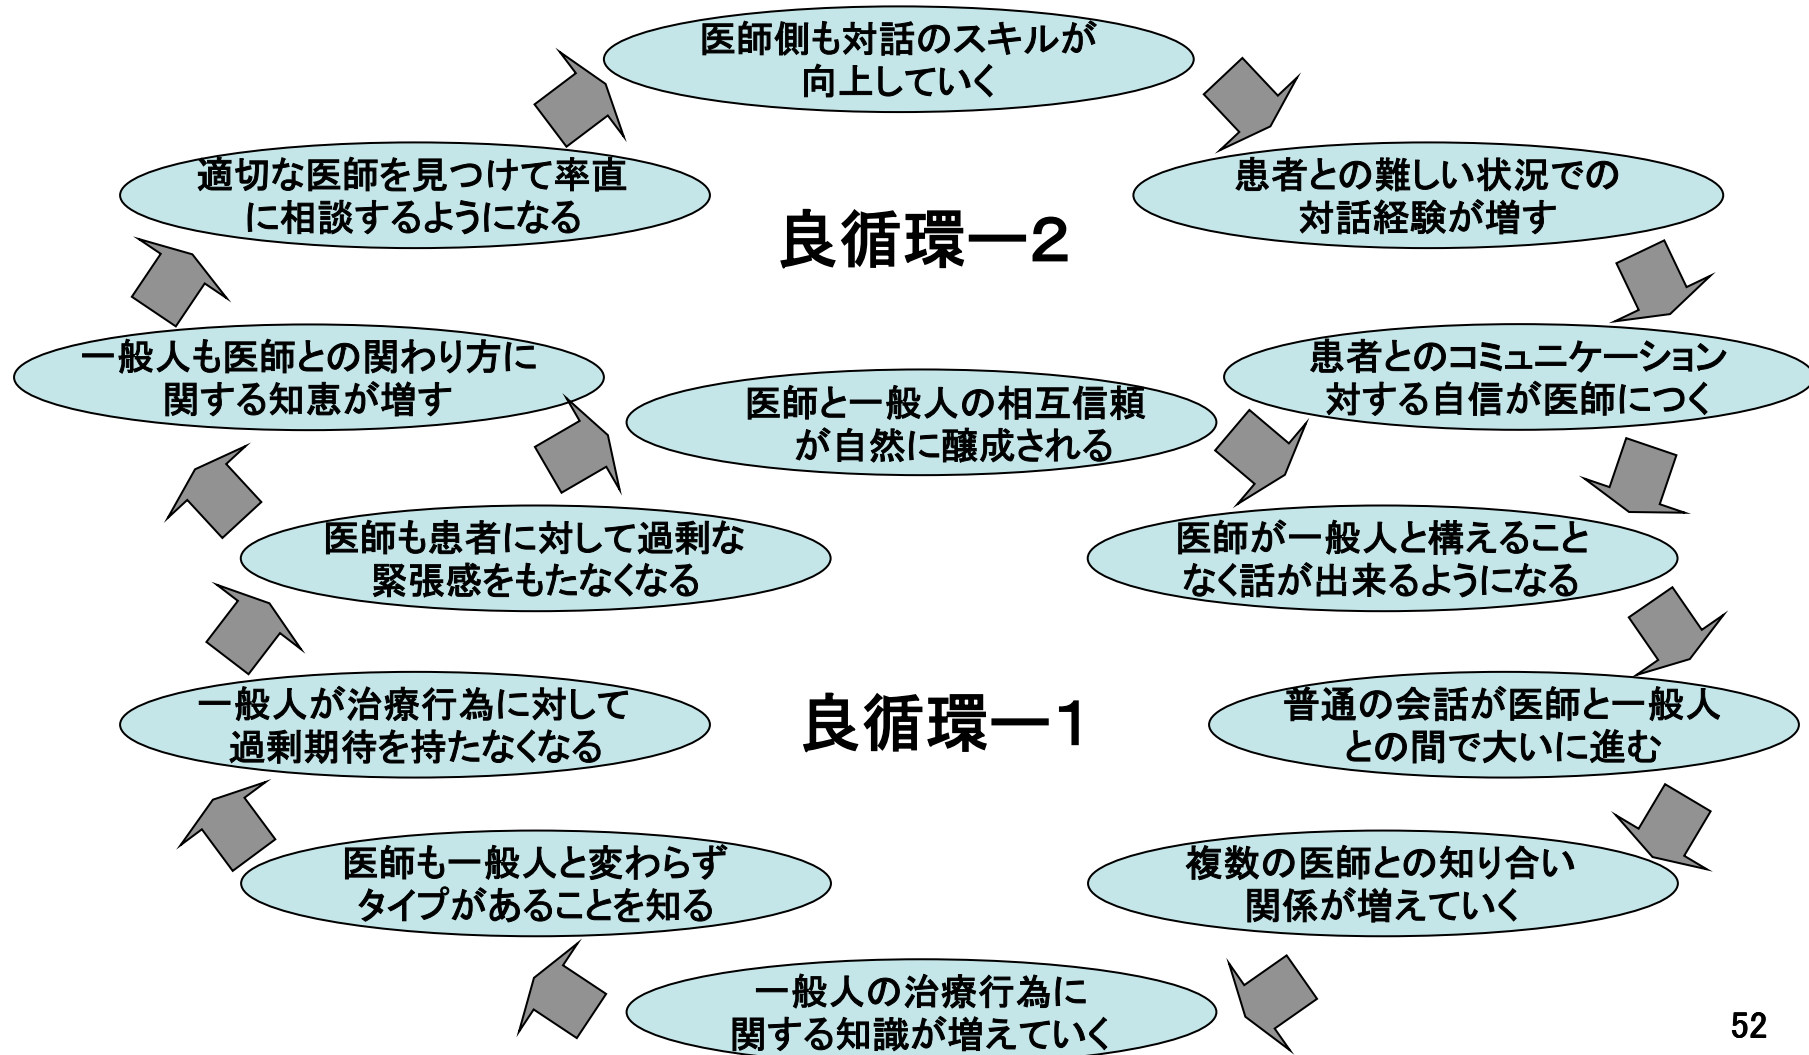 医師側も対話のスキルが
向上していく
適切な医師を見つけて率直
に相談するようになる
患者との難しい状況での
対話経験が増す
良循環―２
一般人も医師との関わり方に
関する知恵が増す
患者とのコミュニケーション
対する自信が医師につく
医師と一般人の相互信頼
が自然に醸成される
医師も患者に対して過剰な
緊張感をもたなくなる
医師が一般人と構えること
なく話が出来るようになる
一般人が治療行為に対して
過剰期待を持たなくなる
良循環―１
普通の会話が医師と一般人
との間で大いに進む
医師も一般人と変わらず
タイプがあることを知る
複数の医師との知り合い
関係が増えていく
一般人の治療行為に
関する知識が増えていく
52